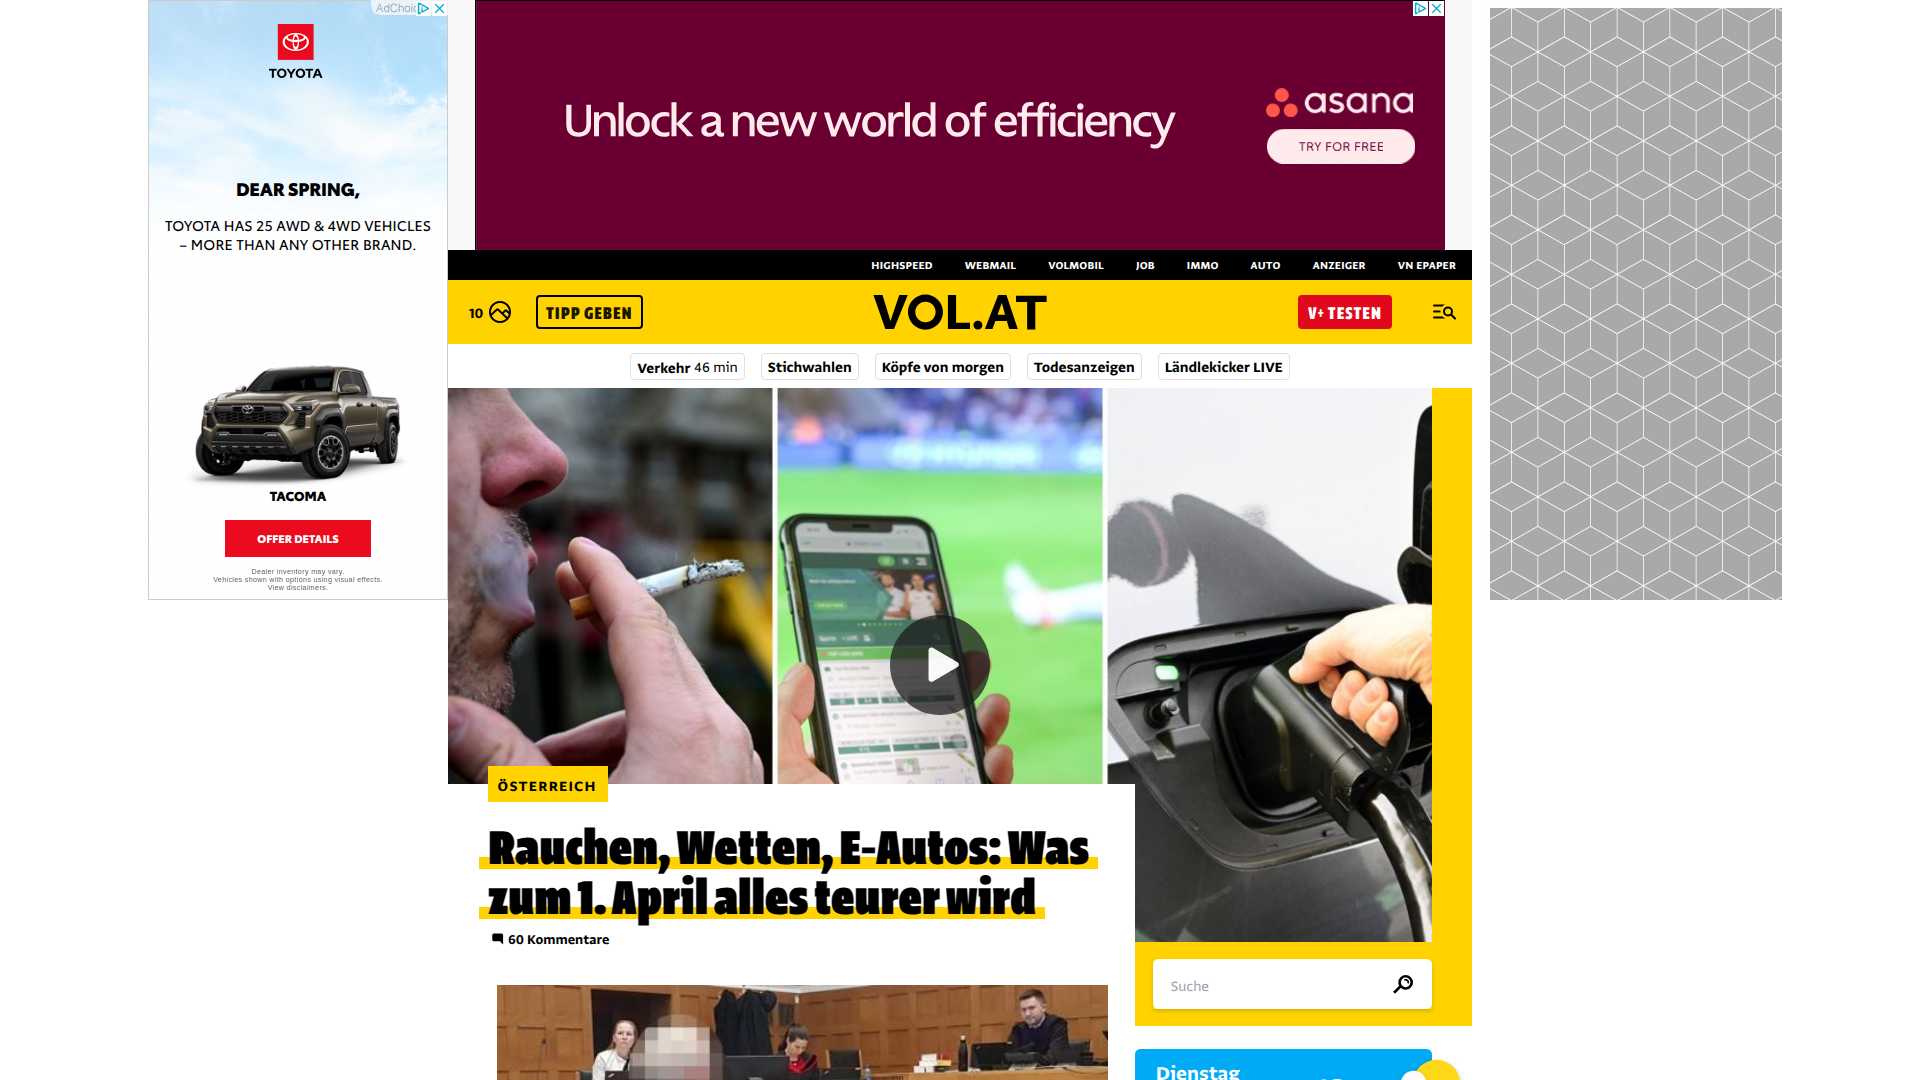 AdChoic
TOYOTA
DEAR SPRING,
TOYOTA HAS 25 AWD & 4WD VEHICLES
– MORE THAN ANY OTHER BRAND.
TACOMA
OFFER DETAILS
Dealer inventory may vary.
Vehicles shown with options using visual effects.
View disclaimers.
Unlock a new world of efficiency
asana
TRY FOR FREE
HIGHSPEED WEBMAIL VOLMOBIL JOB IMMO AUTO ANZEIGER VN EPAPER
10 TIPP GEBEN VOL.AT V+ TESTEN
Verkehr 46 min Stichwahlen Köpfe von morgen Todesanzeigen Ländlekicker LIVE
ÖSTERREICH
Rauchen, Wetten, E-Autos: Was
zum 1. April alles teurer wird
60 Kommentare
Suche
Dienstag